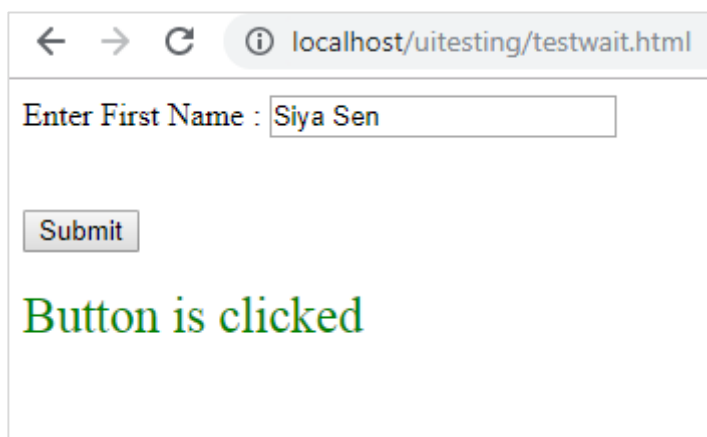 localhost/uitesting/testwait.html
Enter First Name : Siya Sen
Submit
Button is clicked